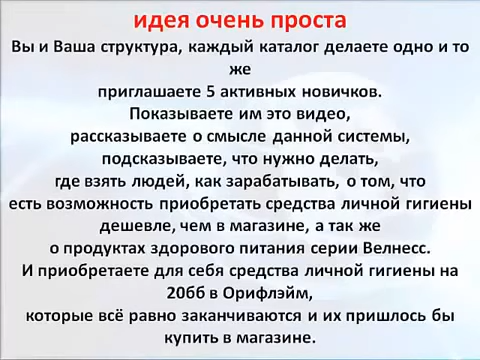 идея очень проста
Вы и Ваша структура, каждый каталог делаете одно и то
же
приглашаете 5 активных новичков.
Показываете им это видео,
рассказываете о смысле данной системы,
подсказываете, что нужно делать,
где взять людей, как зарабатывать, о том, что
есть возможность приобретать средства личной гигиены
дешевле, чем в магазине, а так же
о продуктах здорового питания серии Велнесс.
И приобретаете для себя средства личной гигиены на
20бб в Орифлэйм,
которые всё равно заканчиваются и их пришлось бы
купить в магазине.